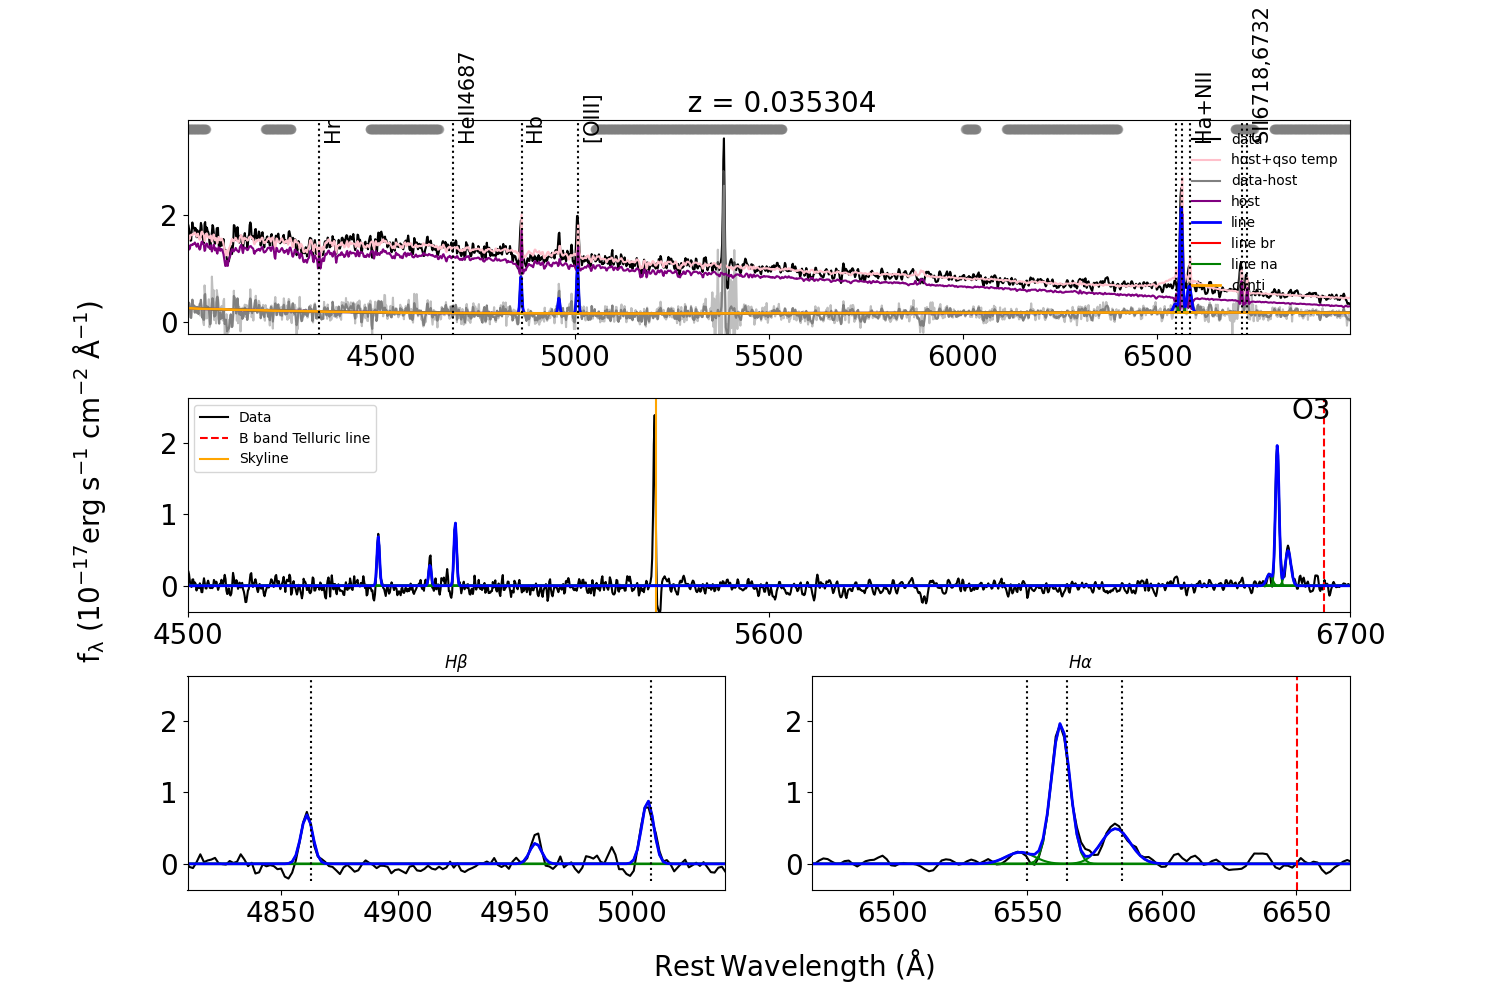 z = 0.035304
Hr
HeII4687
Hb
[OIII]
Ha+NII
SII6718,6732
data
host+qso temp
data-host
host
line
line br
line na
conti
2
0
4500
5000
5500
6000
6500
Data
B band Telluric line
Skyline
O3
2
1
0
4500
5600
6700
fλ (10⁻¹⁷erg s⁻¹ cm⁻² Å⁻¹)
Hβ
2
1
0
4850
4900
4950
5000
Hα
2
1
0
6500
6550
6600
6650
Rest Wavelength (Å)